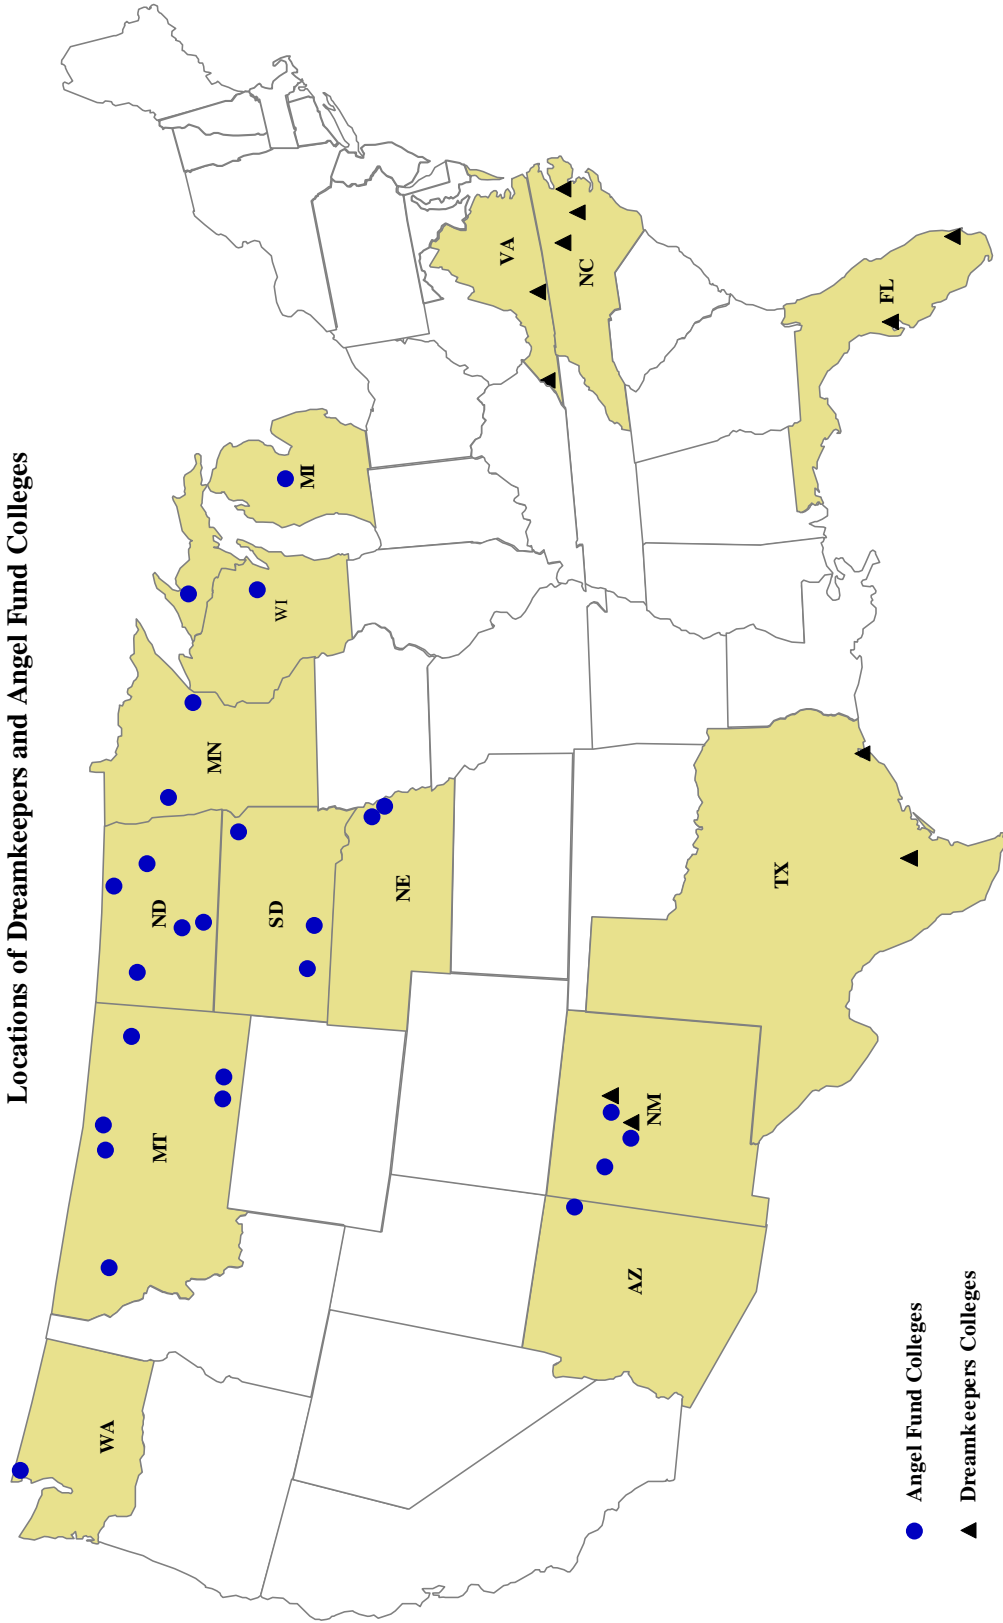 Locations of Dreamkeepers and Angel Fund Colleges
WA
MT
ND
MN
WI
MI
SD
NE
VA
NC
AZ
NM
TX
FL
Angel Fund Colleges
Dreamkeepers Colleges